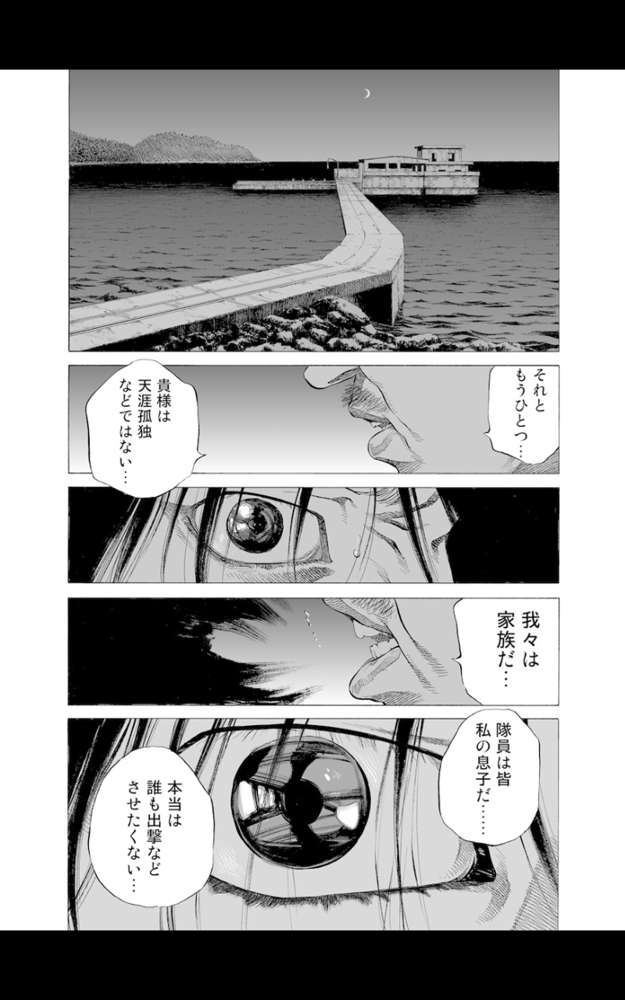 それと
もうひとつ…
貴様は
天涯孤独
などではない…
我々は
家族だ…
隊員は皆
私の息子だ……
本当は
誰も出撃など
させたくない…